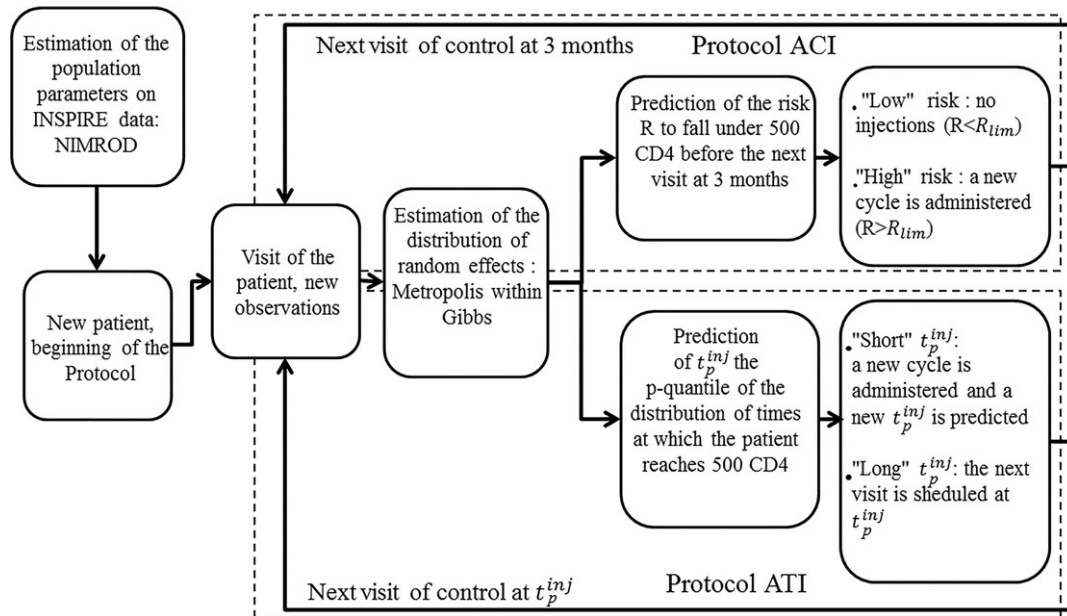 Estimation of the
population
parameters on
INSPIRE data:
NIMROD
New patient,
beginning of the
Protocol
Next visit of control at 3 months
Protocol ACI
Visit of the
patient, new
observations
Estimation of the
distribution of
random effects :
Metropolis within
Gibbs
Prediction of the risk
R to fall under 500
CD4 before the next
visit at 3 months
"Low" risk : no
injections (R<R_{lim})
"High" risk : a new
cycle is administered
(R>R_{lim})
Prediction
of t_p^{inj} the
p-quantile of the
distribution of times
at which the patient
reaches 500 CD4
"Short" t_p^{inj}:
a new cycle is
administered and a
new t_p^{inj} is predicted
"Long" t_p^{inj}: the next
visit is sheduled at
t_p^{inj}
Next visit of control at t_p^{inj}
Protocol ATI